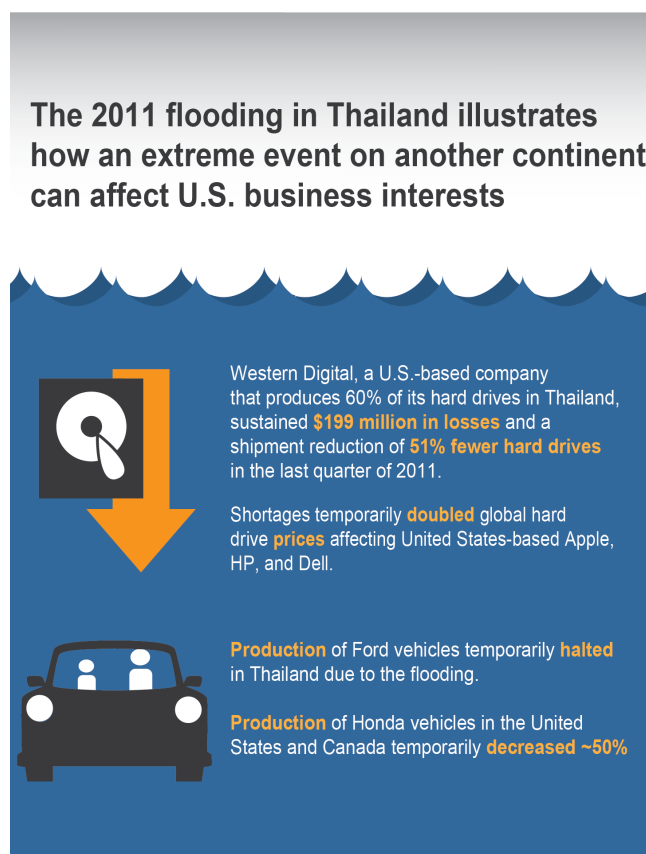 The 2011 flooding in Thailand illustrates
how an extreme event on another continent
can affect U.S. business interests
Western Digital, a U.S.-based company
that produces 60% of its hard drives in Thailand,
sustained $199 million in losses and a
shipment reduction of 51% fewer hard drives
in the last quarter of 2011.
Shortages temporarily doubled global hard
drive prices affecting United States-based Apple,
HP, and Dell.
Production of Ford vehicles temporarily halted
in Thailand due to the flooding.
Production of Honda vehicles in the United
States and Canada temporarily decreased ~50%